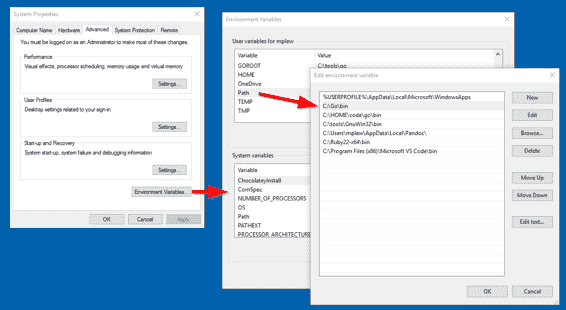 System Properties
Computer Name Hardware Advanced System Protection Remote
You must be logged on as an Administrator to make most of these changes.
Performance
Visual effects, processor scheduling, memory usage and virtual memory
Settings...
User Profiles
Desktop settings related to your sign-in
Settings...
Start-up and Recovery
System start-up, system failure and debugging information
Settings...
Environment Variables...
OK Cancel Apply
Environment Variables
User variables for mplew
Variable Value
GOROOT C:\tools\go
HOME
OneDrive
Path
TEMP
TMP
System variables
Variable
ChocolateyInstall
ComSpec
NUMBER_OF_PROCESSORS
OS
Path
PATHEXT
PROCESSOR_ARCHITECTURE
Edit environment variable
%USERPROFILE%\AppData\Local\Microsoft\WindowsApps
C:\Go\bin
C:\HOME\code\go\bin
C:\tools\GnuWin32\bin
C:\Users\mplew\AppData\Local\Pandoc\
C:\Ruby22-x64\bin
C:\Program Files (x86)\Microsoft VS Code\bin
New
Edit
Browse...
Delete
Move Up
Move Down
Edit text...
OK Cancel